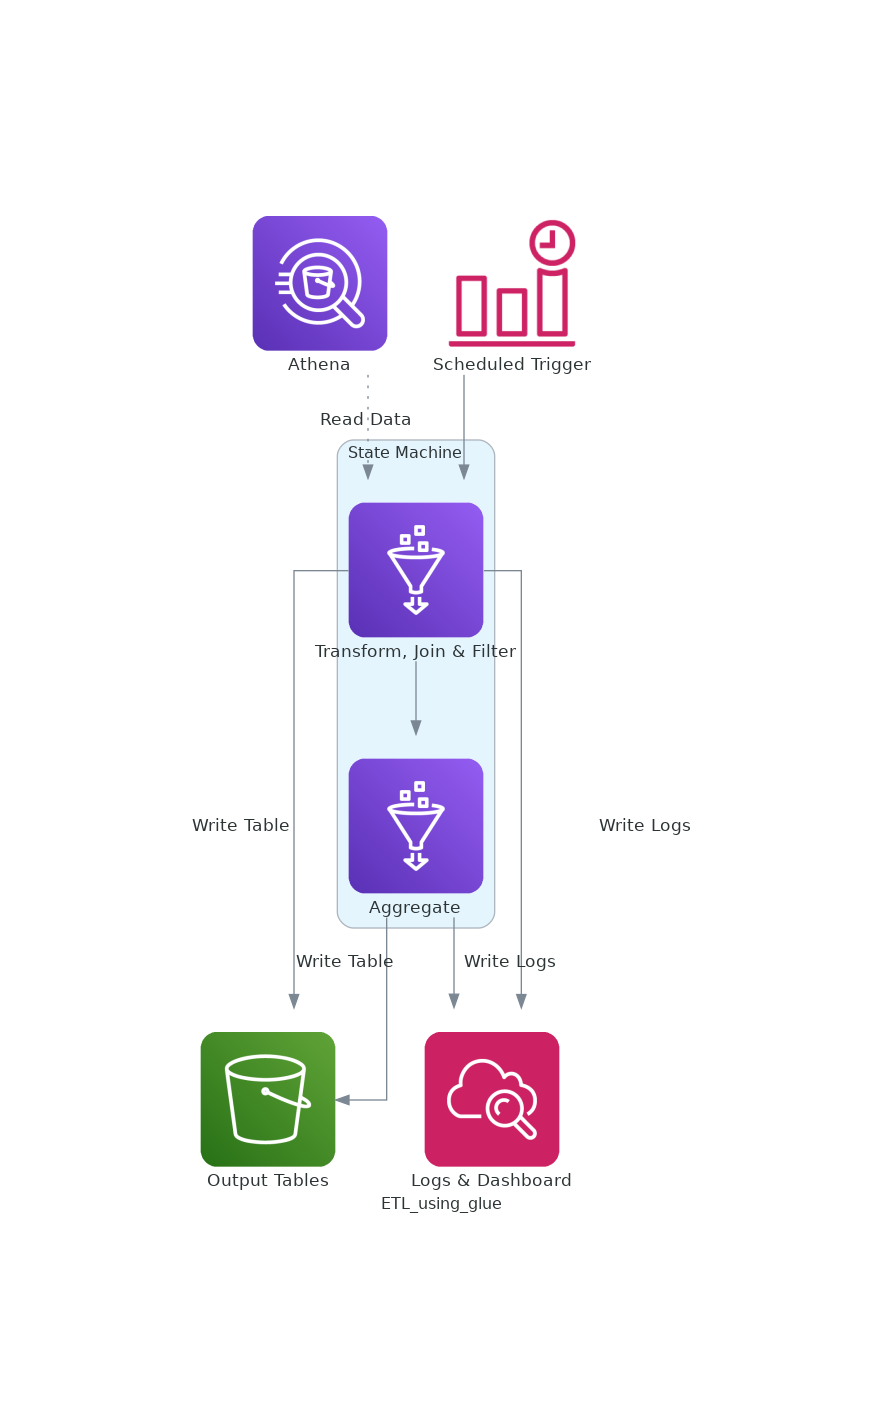 Athena
Scheduled Trigger
Read Data
State Machine
Transform, Join & Filter
Write Table
Write Logs
Aggregate
Write Table
Write Logs
Output Tables
Logs & Dashboard
ETL_using_glue